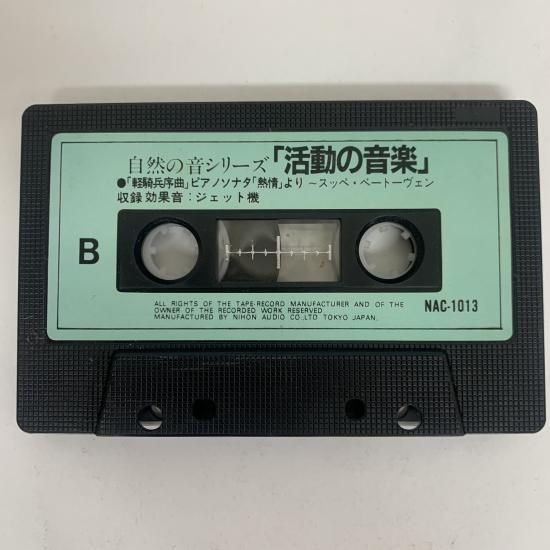 自然の音シリーズ「活動の音楽」
●「軽騎兵序曲」ピアノソナタ「熱情」より ～スッペ・ベートーヴェン
収録効果音：ジェット機
B
ALL RIGHTS OF THE TAPE-RECORD MANUFACTURER AND OF THE
OWNER OF THE RECORDED WORK RESERVED
MANUFACTURED BY NIHON AUDIO CO.,LTD TOKYO JAPAN.
NAC-1013